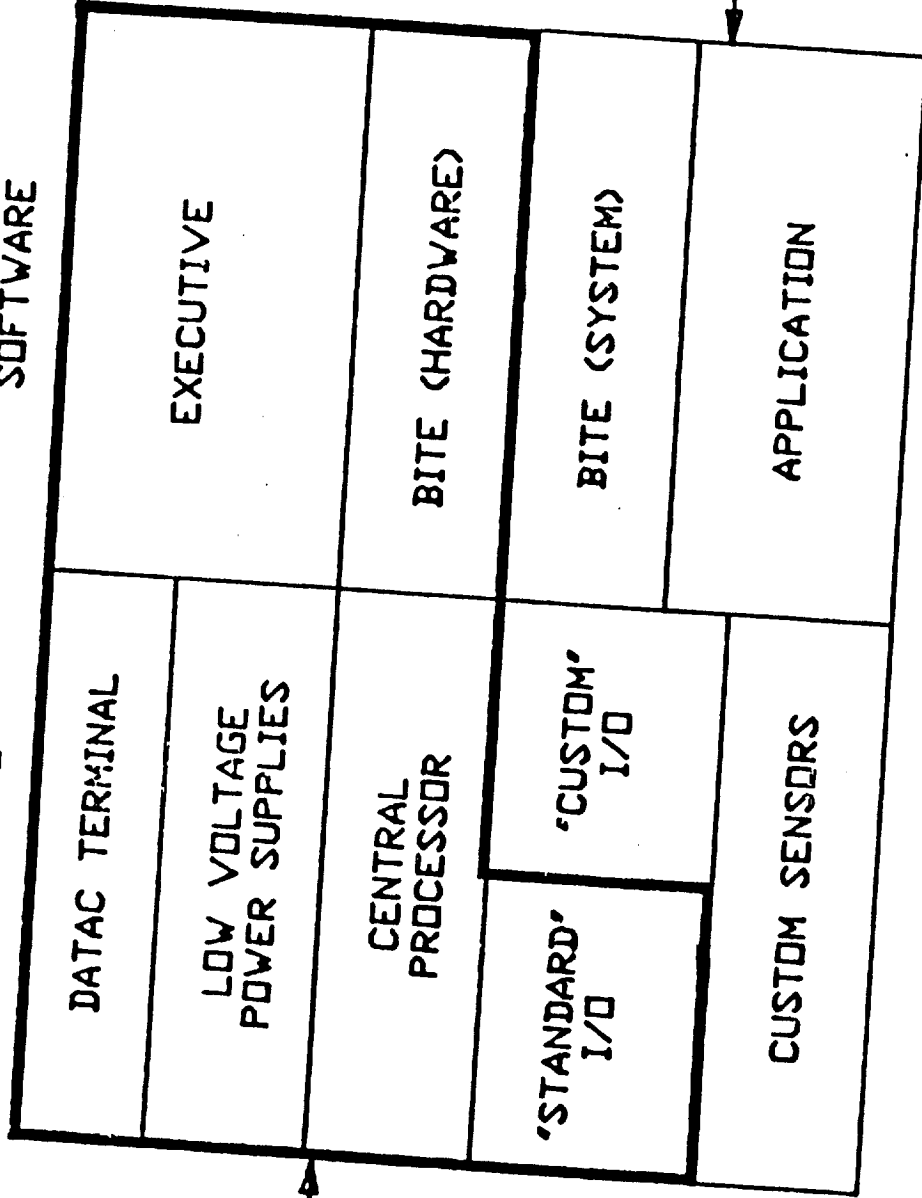 SOFTWARE
DATAC TERMINAL
EXECUTIVE
LOW VOLTAGE
POWER SUPPLIES
CENTRAL
PROCESSOR
BITE (HARDWARE)
'STANDARD'
I/O
'CUSTOM'
I/O
BITE (SYSTEM)
CUSTOM SENSORS
APPLICATION